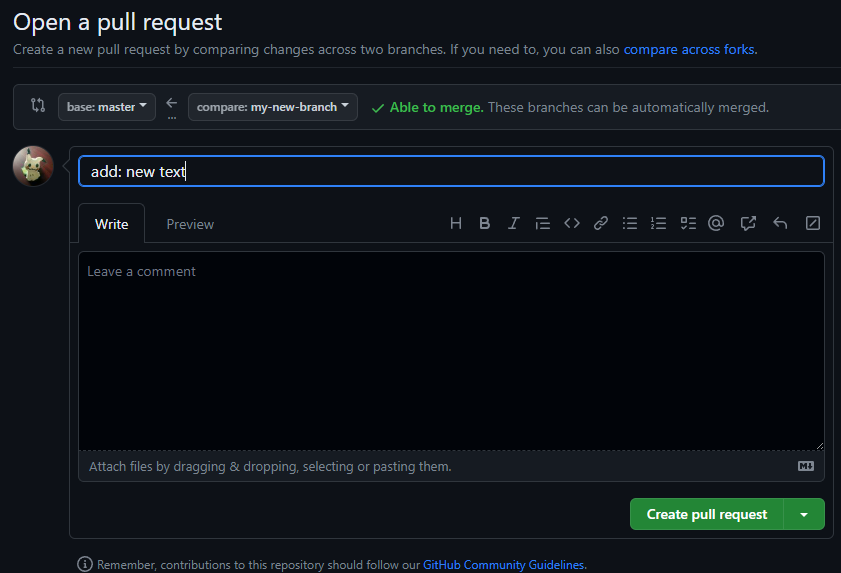 Open a pull request
Create a new pull request by comparing changes across two branches. If you need to, you can also compare across forks.
base: master
...
compare: my-new-branch
Able to merge. These branches can be automatically merged.
add: new text
Write
Preview
Leave a comment
Attach files by dragging & dropping, selecting or pasting them.
Create pull request
Remember, contributions to this repository should follow our GitHub Community Guidelines.